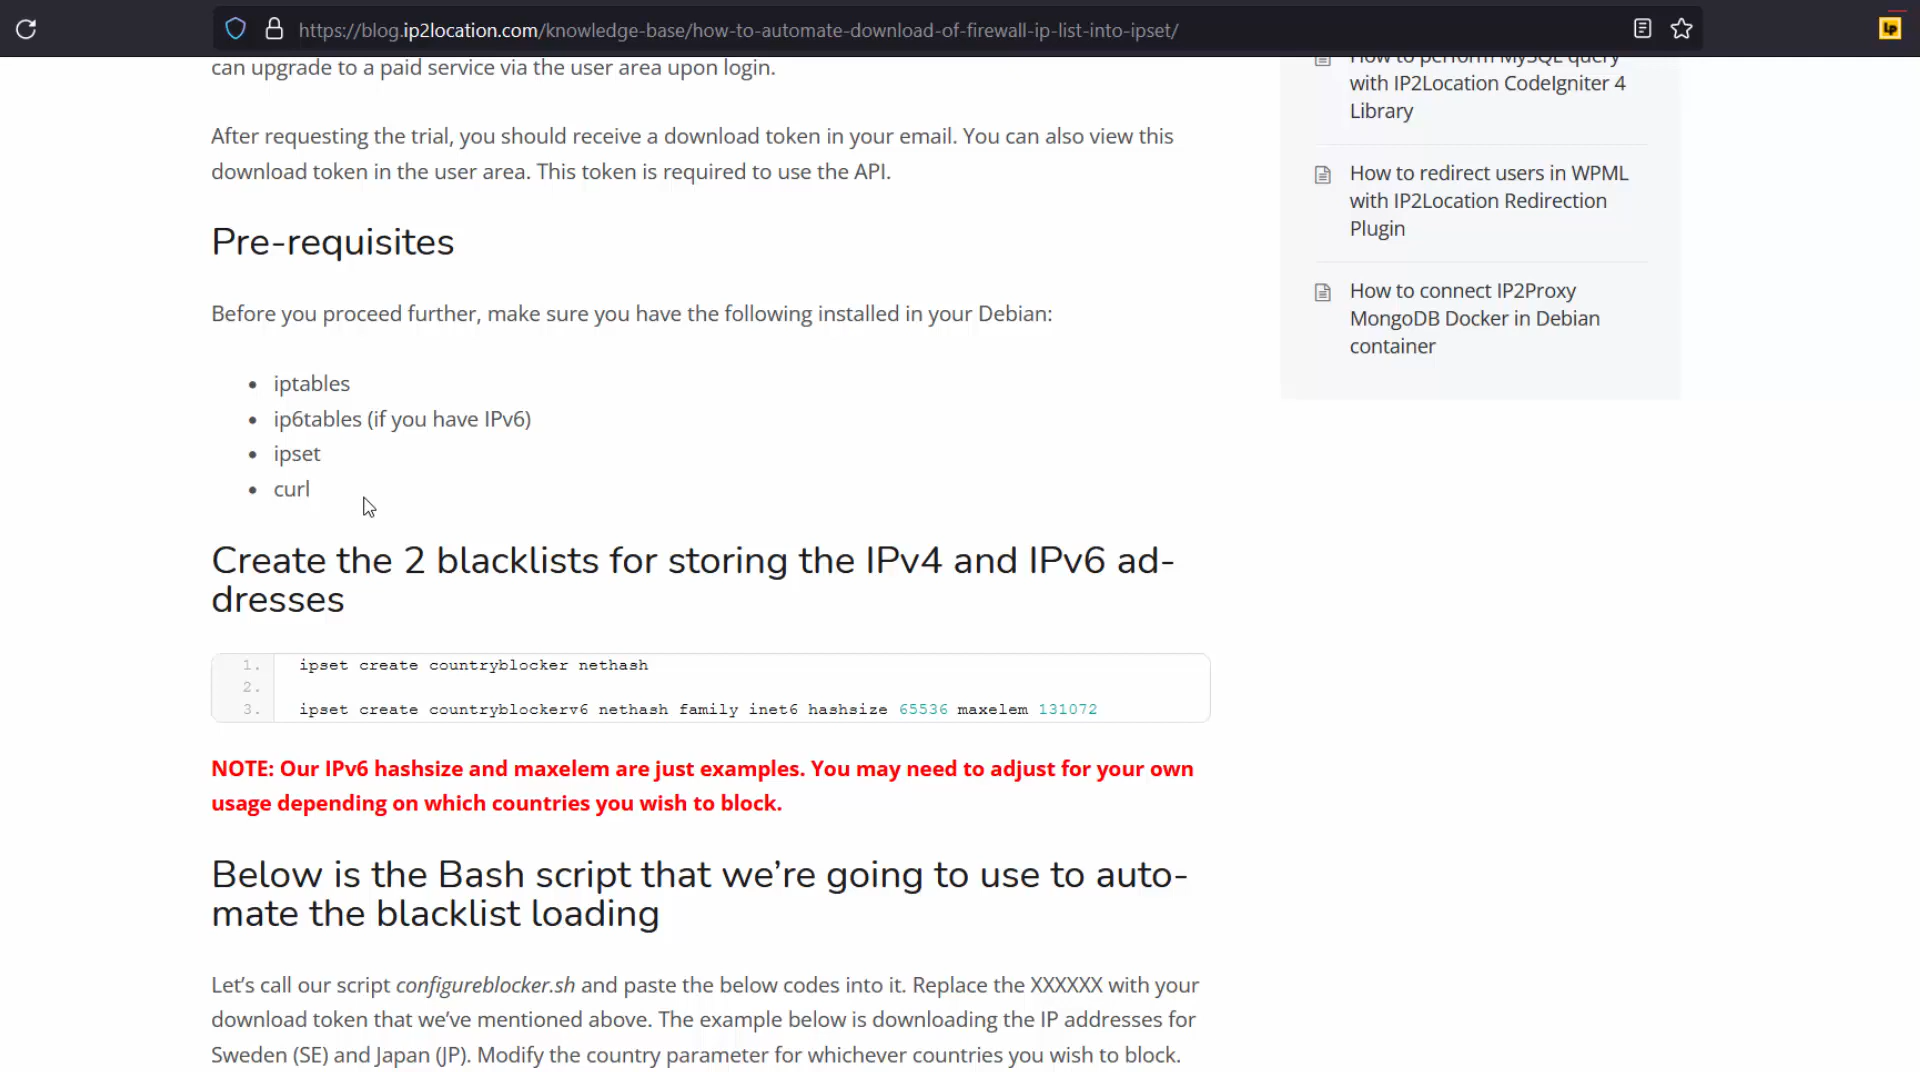 https://blog.ip2location.com/knowledge-base/how-to-automate-download-of-firewall-ip-list-into-ipset/
can upgrade to a paid service via the user area upon login.
After requesting the trial, you should receive a download token in your email. You can also view this
download token in the user area. This token is required to use the API.
Pre-requisites
Before you proceed further, make sure you have the following installed in your Debian:
• iptables
• ip6tables (if you have IPv6)
• ipset
• curl
Create the 2 blacklists for storing the IPv4 and IPv6 ad-
dresses
1. ipset create countryblocker nethash
2.
3. ipset create countryblockerv6 nethash family inet6 hashsize 65536 maxelem 131072
NOTE: Our IPv6 hashsize and maxelem are just examples. You may need to adjust for your own
usage depending on which countries you wish to block.
Below is the Bash script that we’re going to use to auto-
mate the blacklist loading
Let’s call our script configureblocker.sh and paste the below codes into it. Replace the XXXXXX with your
download token that we’ve mentioned above. The example below is downloading the IP addresses for
Sweden (SE) and Japan (JP). Modify the country parameter for whichever countries you wish to block.
How to perform MySQL query
with IP2Location CodeIgniter 4
Library
How to redirect users in WPML
with IP2Location Redirection
Plugin
How to connect IP2Proxy
MongoDB Docker in Debian
container